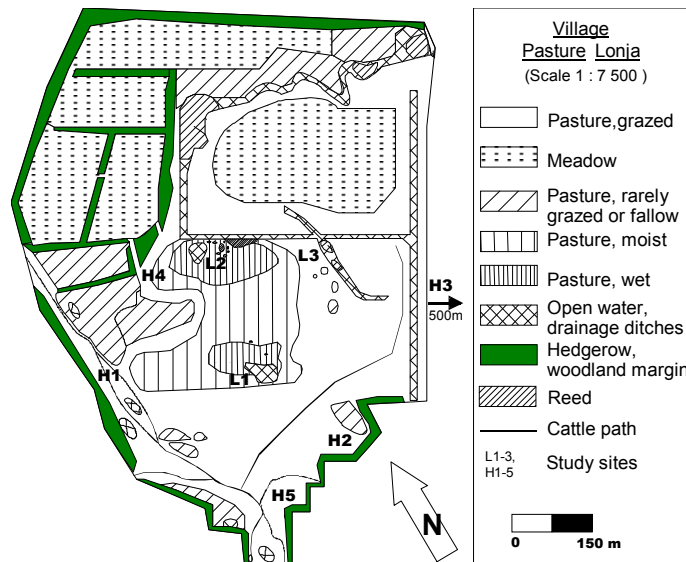 Village
Pasture Lonja
(Scale 1 : 7 500 )
Pasture,grazed
Meadow
Pasture, rarely
grazed or fallow
Pasture, moist
Pasture, wet
Open water,
drainage ditches
Hedgerow,
woodland margin
Reed
Cattle path
L1-3,
H1-5
Study sites
0
150 m
H4
L2
L3
H3
500m
H1
L1
H2
H5
N